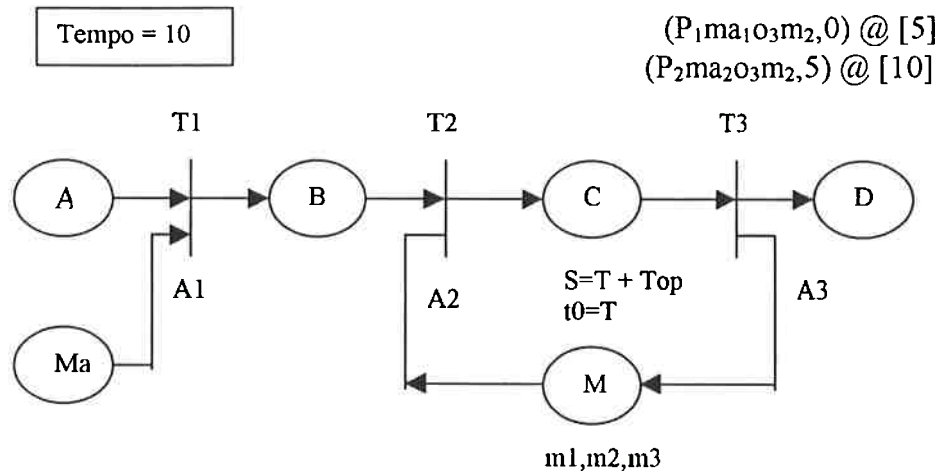 Tempo = 10
(P₁ma₁o₃m₂,0) @ [5]
(P₂ma₂o₃m₂,5) @ [10]
T1
T2
T3
A
B
C
D
A1
A2
S=T + Top
t0=T
A3
Ma
M
m1,m2,m3